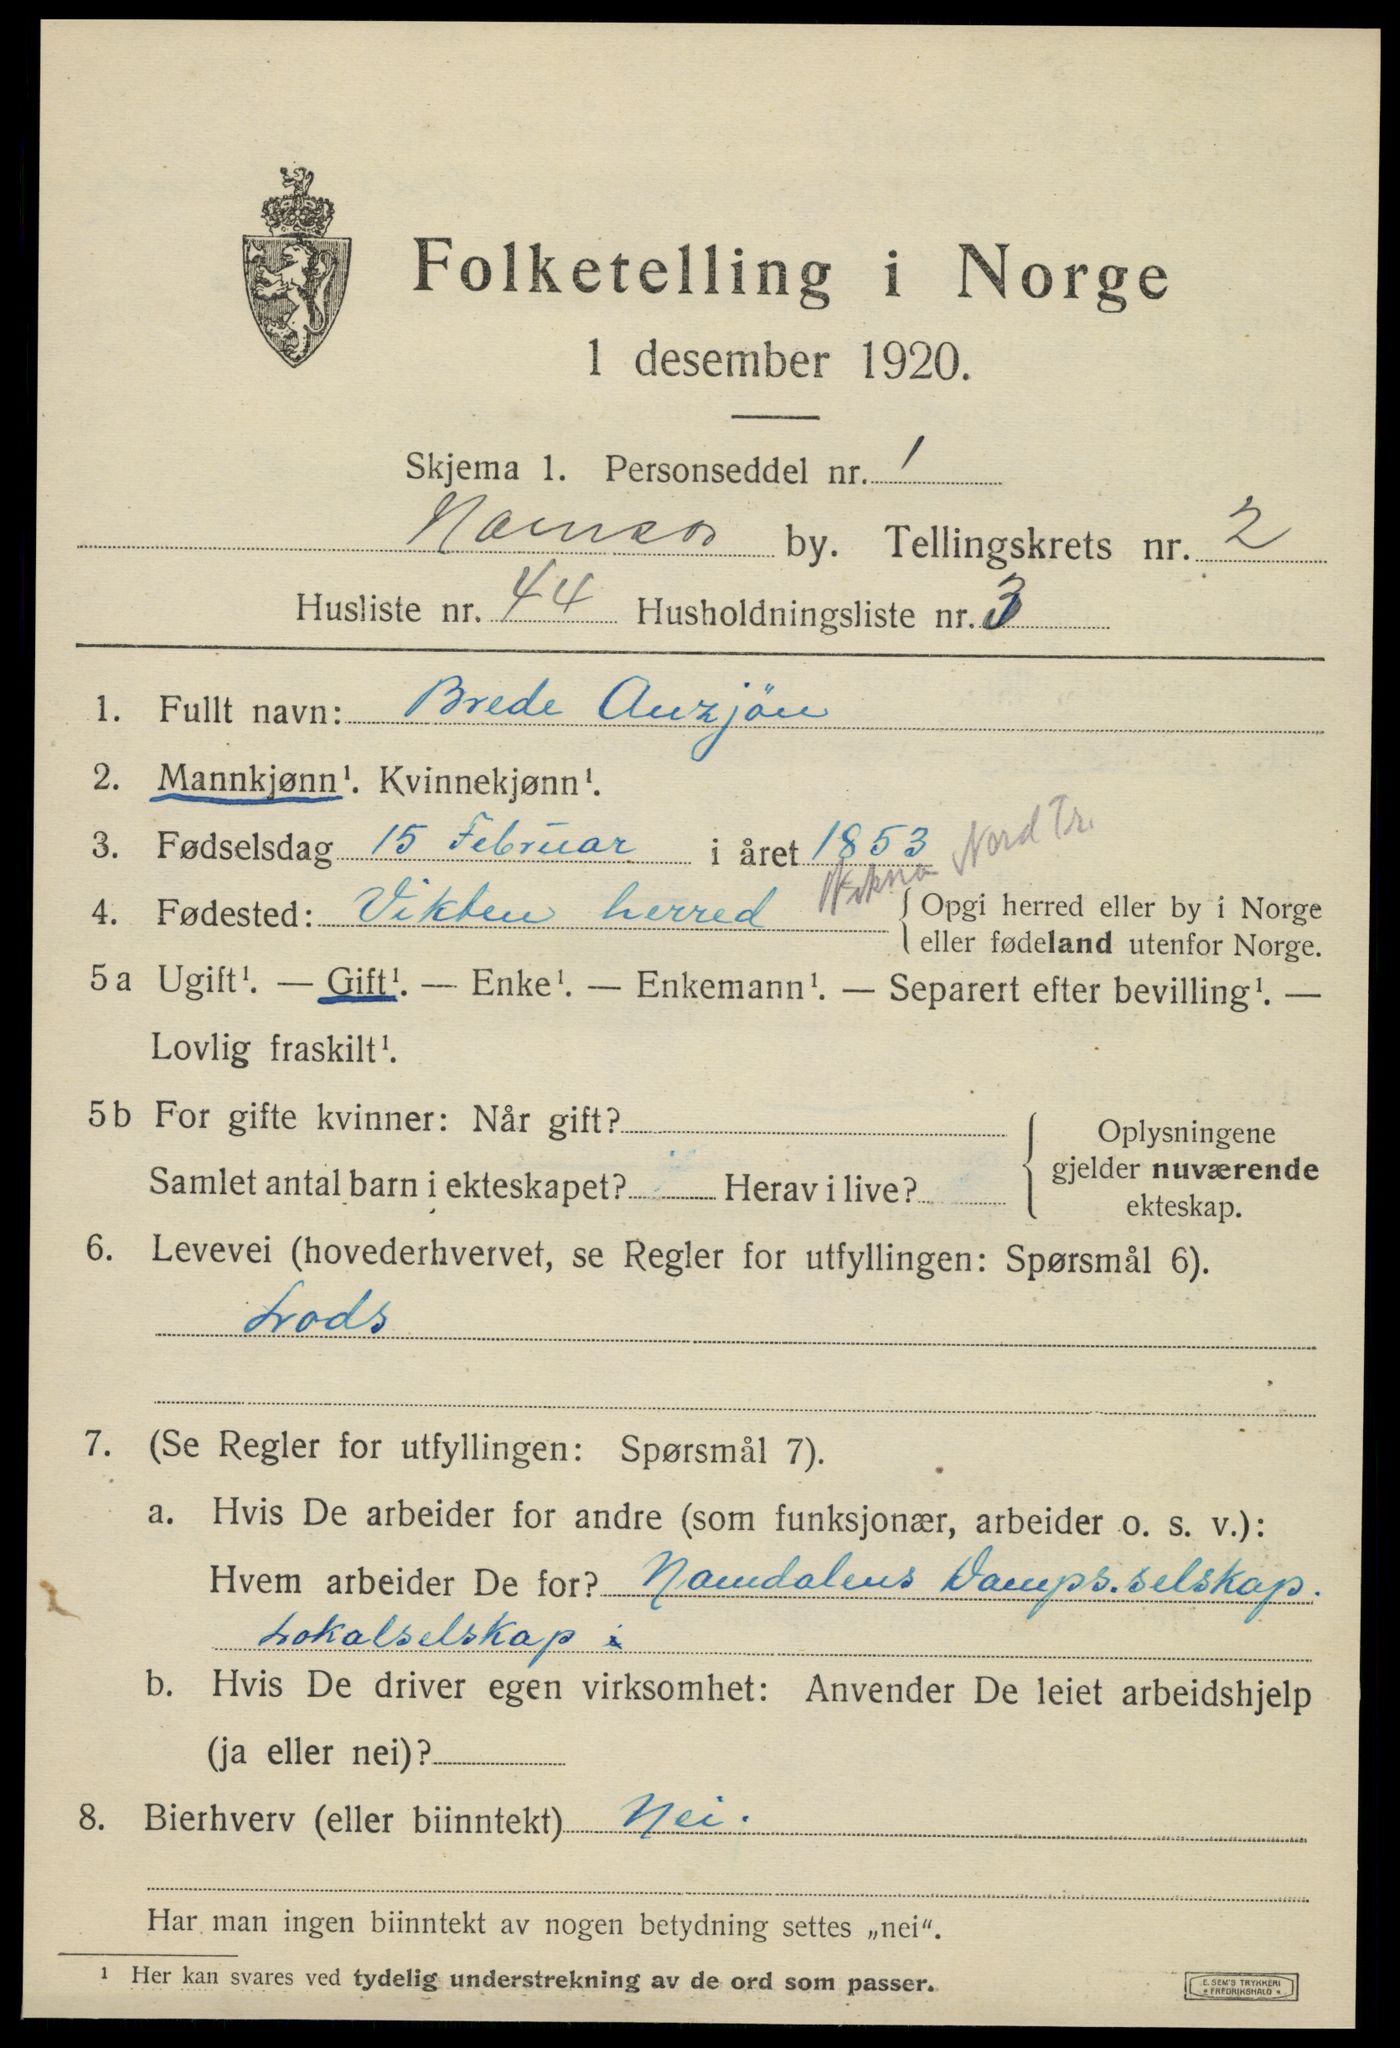 Folketelling i Norge
1 desember 1920.
Skjema 1. Personseddel nr. 1
Namsos by. Tellingskrets nr. 2
Husliste nr. 44 Husholdningsliste nr. 3
1. Fullt navn: Brede Auzjön
2. Mannkjønn¹. Kvinnekjønn¹.
3. Fødselsdag 15 Februar i året 1853 Nord Tr.
4. Fødested: Vikten herred { Opgi herred eller by i Norge
eller fødeland utenfor Norge.
5a Ugift¹. — Gift¹. — Enke¹. — Enkemann¹. — Separert efter bevilling¹. —
Lovlig fraskilt¹.
5b For gifte kvinner: Når gift? { Oplysningene
gjelder nuværende
ekteskap.
Samlet antal barn i ekteskapet? Herav i live?
6. Levevei (hovederhvervet, se Regler for utfyllingen: Spørsmål 6).
Lods
7. (Se Regler for utfyllingen: Spørsmål 7).
a. Hvis De arbeider for andre (som funksjonær, arbeider o. s. v.):
Hvem arbeider De for? Namdalens Damps.selskap.
Lokalselskap
b. Hvis De driver egen virksomhet: Anvender De leiet arbeidshjelp
(ja eller nei)?
8. Bierhverv (eller biinntekt) Nei.
Har man ingen biinntekt av nogen betydning settes „nei".
¹ Her kan svares ved tydelig understrekning av de ord som passer.
E. SEM'S TRYKKERI
FREDRIKSHALD